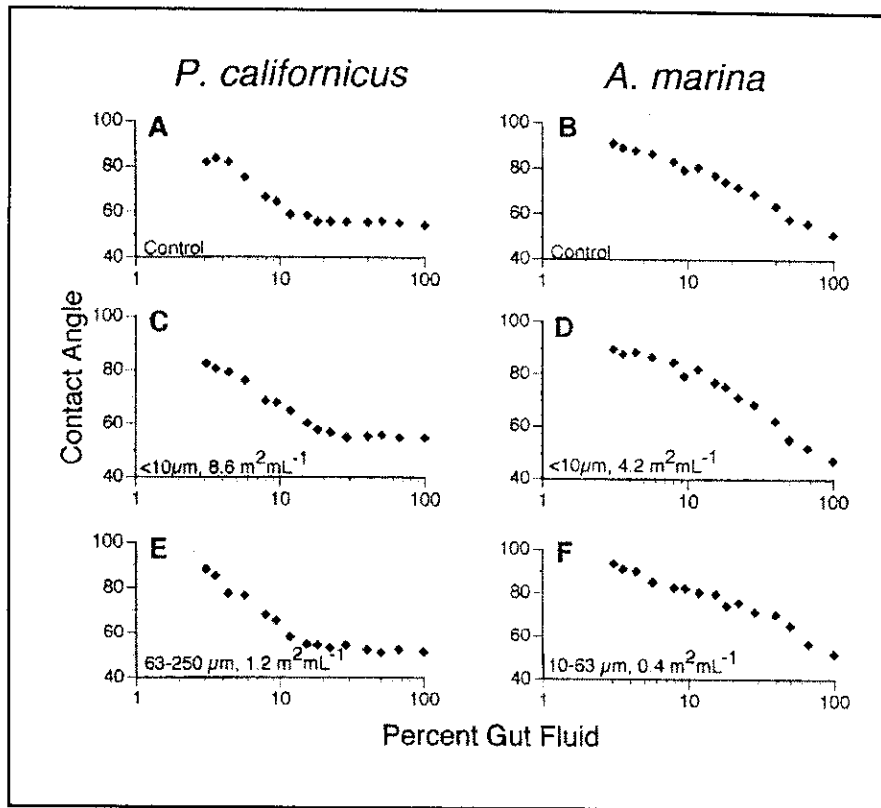 P. californicus
A. marina
A
100
80
60
40
Control
1
10
100
B
100
80
60
40
Control
1
10
100
C
100
80
60
40
<10µm, 8.6 m²mL⁻¹
1
10
100
D
100
80
60
40
<10µm, 4.2 m²mL⁻¹
1
10
100
E
100
80
60
40
63-250 µm, 1.2 m²mL⁻¹
1
10
100
F
100
80
60
40
10-63 µm, 0.4 m²mL⁻¹
1
10
100
Contact Angle
Percent Gut Fluid